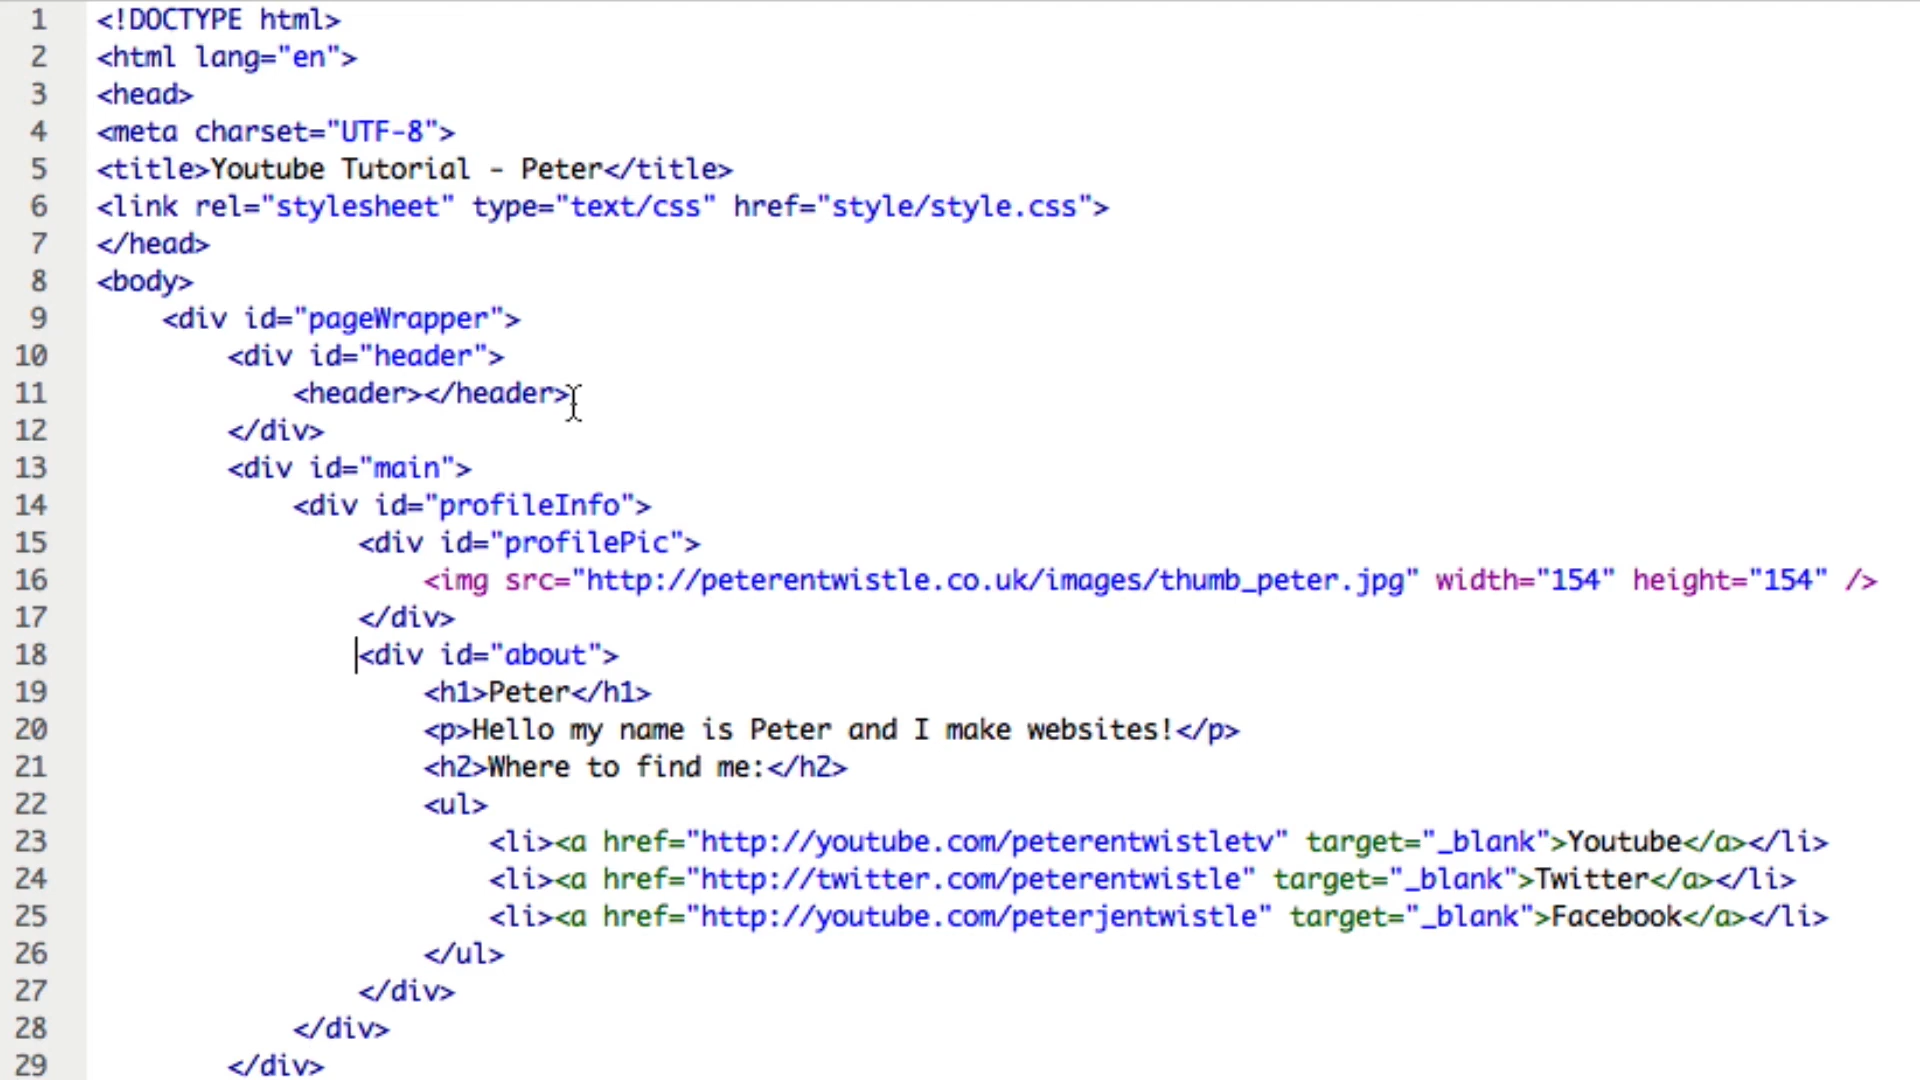 1 <!DOCTYPE html>
2 <html lang="en">
3 <head>
4 <meta charset="UTF-8">
5 <title>Youtube Tutorial - Peter</title>
6 <link rel="stylesheet" type="text/css" href="style/style.css">
7 </head>
8 <body>
9     <div id="pageWrapper">
10         <div id="header">
11             <header></header>
12         </div>
13         <div id="main">
14             <div id="profileInfo">
15                 <div id="profilePic">
16                     <img src="http://peterentwistle.co.uk/images/thumb_peter.jpg" width="154" height="154" />
17                 </div>
18                 <div id="about">
19                     <h1>Peter</h1>
20                     <p>Hello my name is Peter and I make websites!</p>
21                     <h2>Where to find me:</h2>
22                     <ul>
23                         <li><a href="http://youtube.com/peterentwistletv" target="_blank">Youtube</a></li>
24                         <li><a href="http://twitter.com/peterentwistle" target="_blank">Twitter</a></li>
25                         <li><a href="http://youtube.com/peterjentwistle" target="_blank">Facebook</a></li>
26                     </ul>
27                 </div>
28             </div>
29         </div>